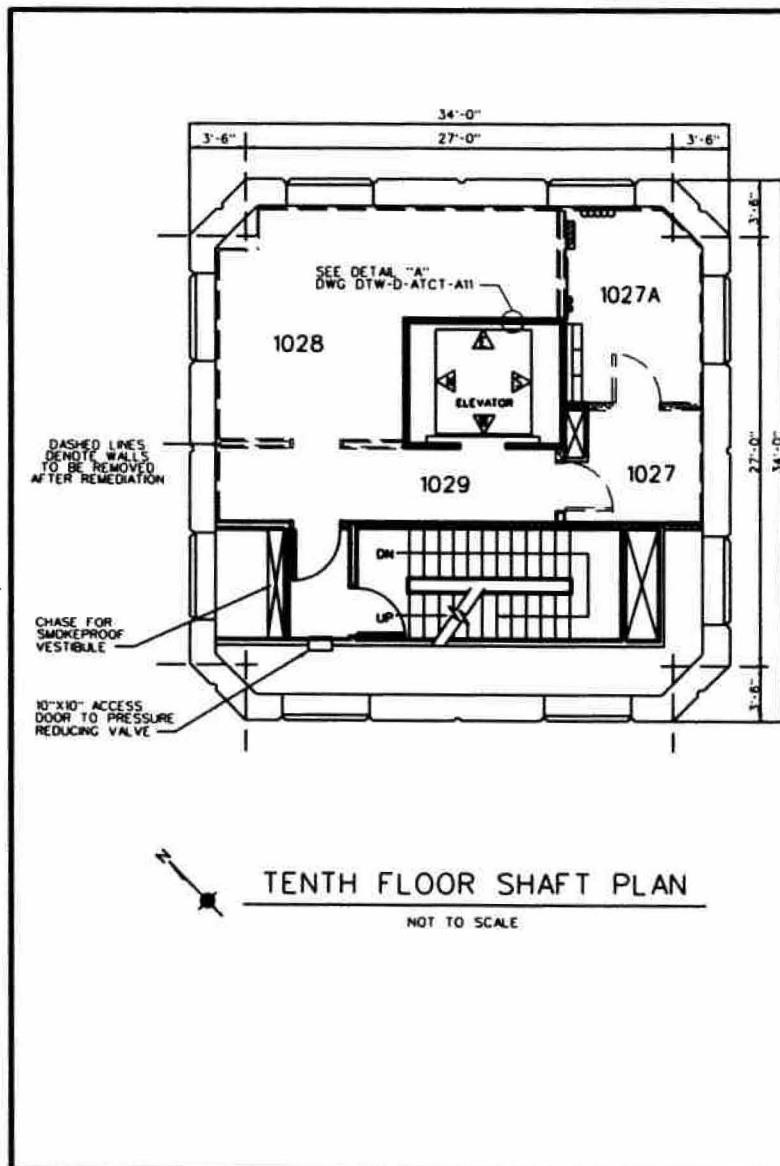 34'-0"
3'-6" 27'-0" 3'-6"
3'-6"
SEE DETAIL "A"
DWG DTW-D-ATCT-A11
1027A
1028
E
N S
ELEVATOR
W
DASHED LINES
DENOTE WALLS
TO BE REMOVED
AFTER REMEDIATION
27'-0"
34'-0"
1029
1027
DN
UP
CHASE FOR
SMOKEPROOF
VESTIBULE
10"X10" ACCESS
DOOR TO PRESSURE
REDUCING VALVE
3'-6"
N
TENTH FLOOR SHAFT PLAN
NOT TO SCALE